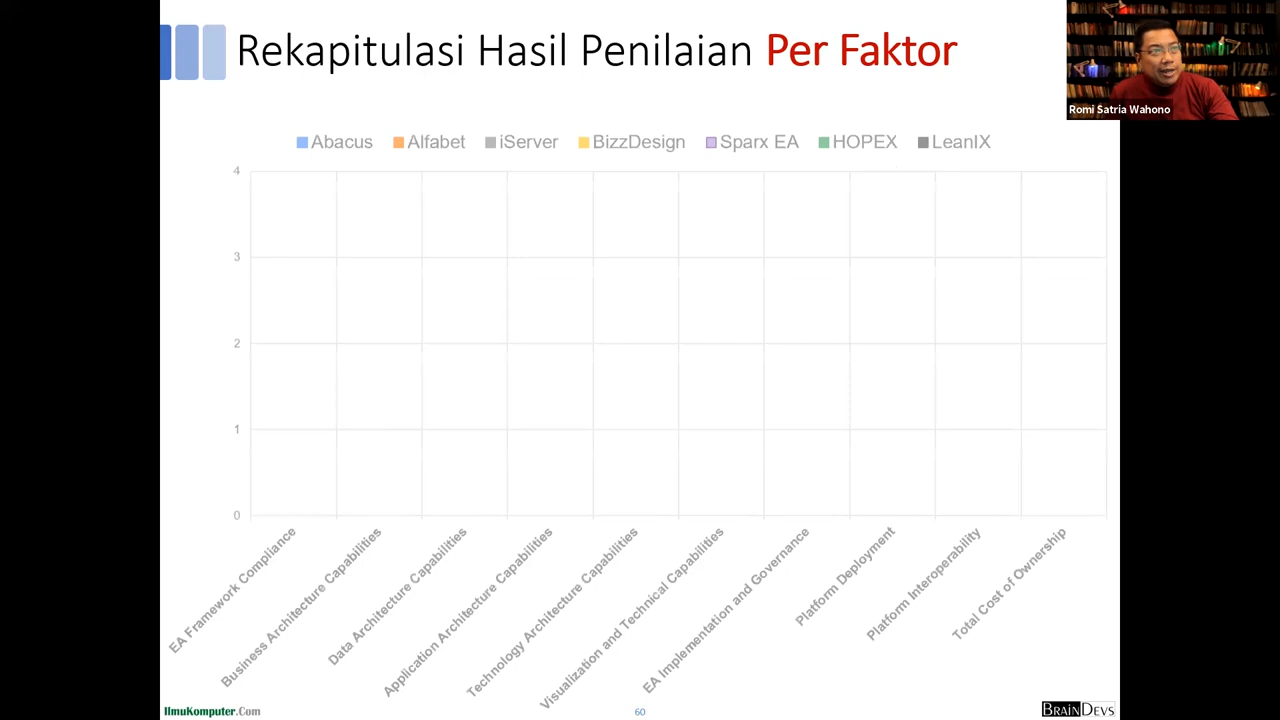 Rekapitulasi Hasil Penilaian Per Faktor
Romi Satria Wahono
Abacus Alfabet iServer BizzDesign Sparx EA HOPEX LeanIX
4
3
2
1
0
EA Framework Compliance
Business Architecture Capabilities
Data Architecture Capabilities
Application Architecture Capabilities
Technology Architecture Capabilities
Visualization and Technical Capabilities
EA Implementation and Governance
Platform Deployment
Platform Interoperability
Total Cost of Ownership
IlmuKomputer.Com
60
BRAINDEVS